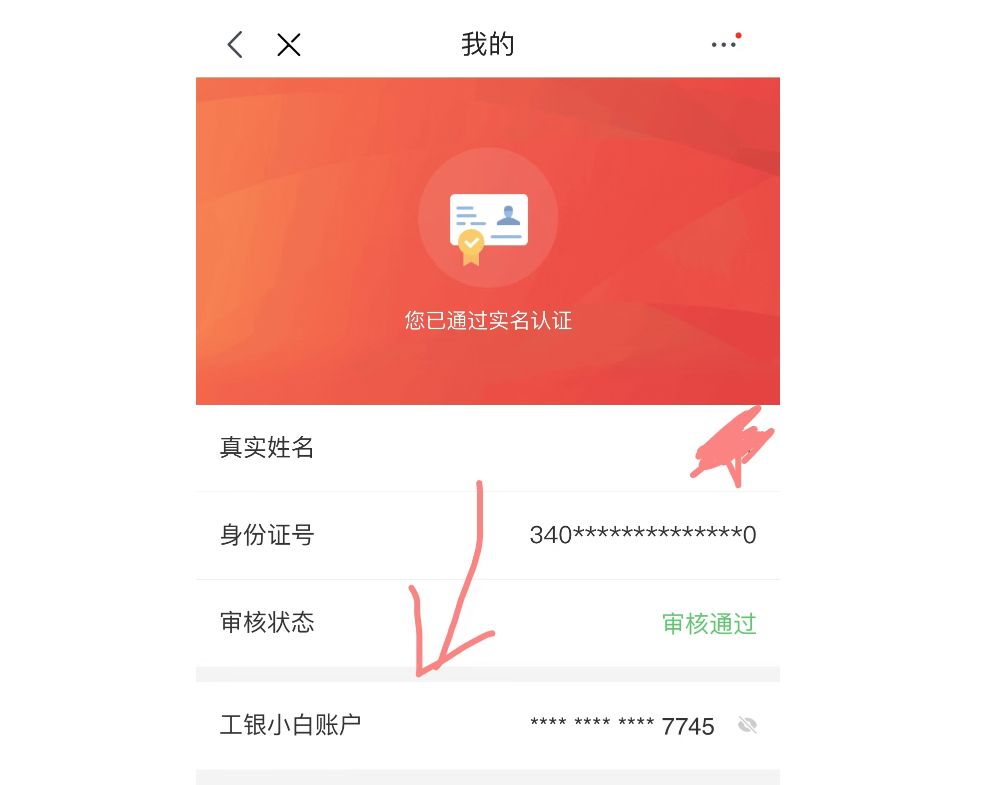 我的
您已通过实名认证
真实姓名
身份证号 340**************0
审核状态 审核通过
工银小白账户 **** **** **** 7745